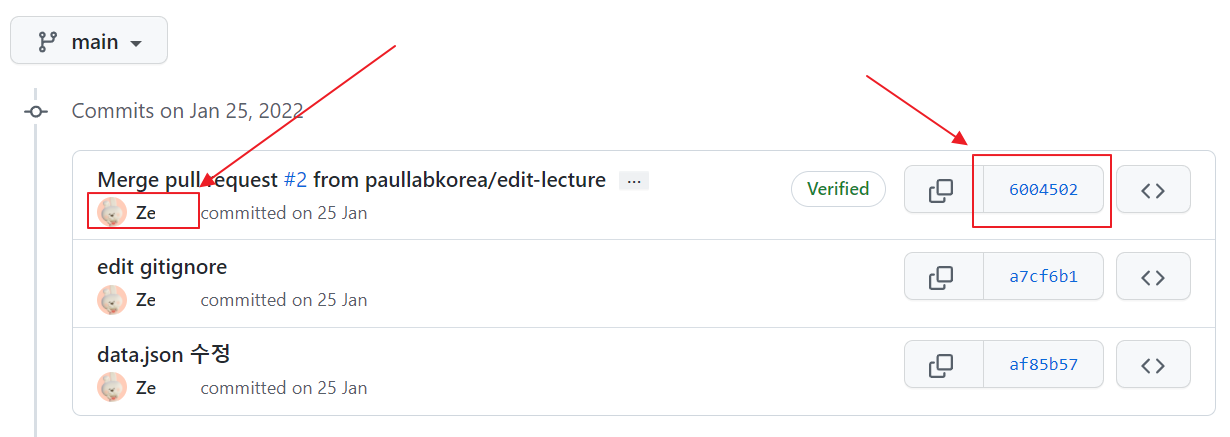 main
Commits on Jan 25, 2022
Merge pull request #2 from paullabkorea/edit-lecture ...
Verified
6004502
Ze committed on 25 Jan
edit gitignore
a7cf6b1
Ze committed on 25 Jan
data.json 수정
af85b57
Ze committed on 25 Jan